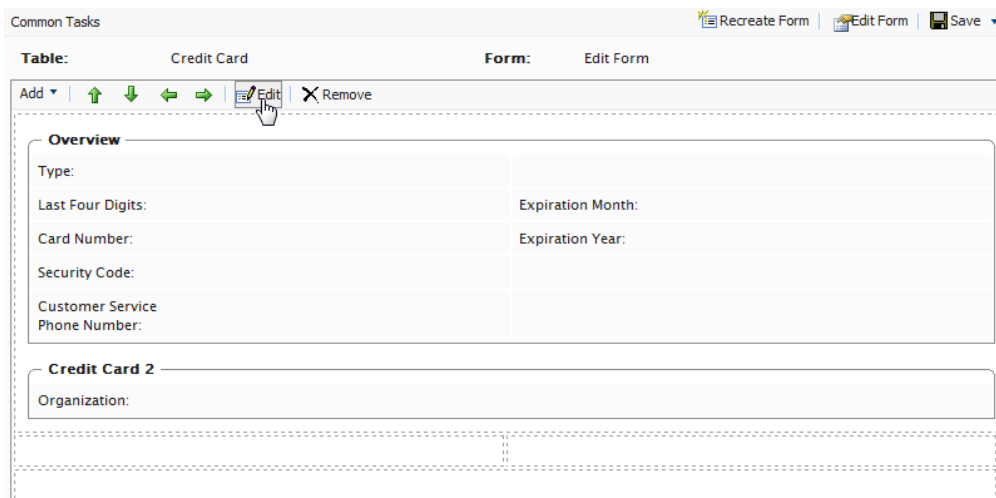 Common Tasks Recreate Form Edit Form Save
Table: Credit Card Form: Edit Form
Add Edit Remove
Overview
Type:
Last Four Digits: Expiration Month:
Card Number: Expiration Year:
Security Code:
Customer Service
Phone Number:
Credit Card 2
Organization: